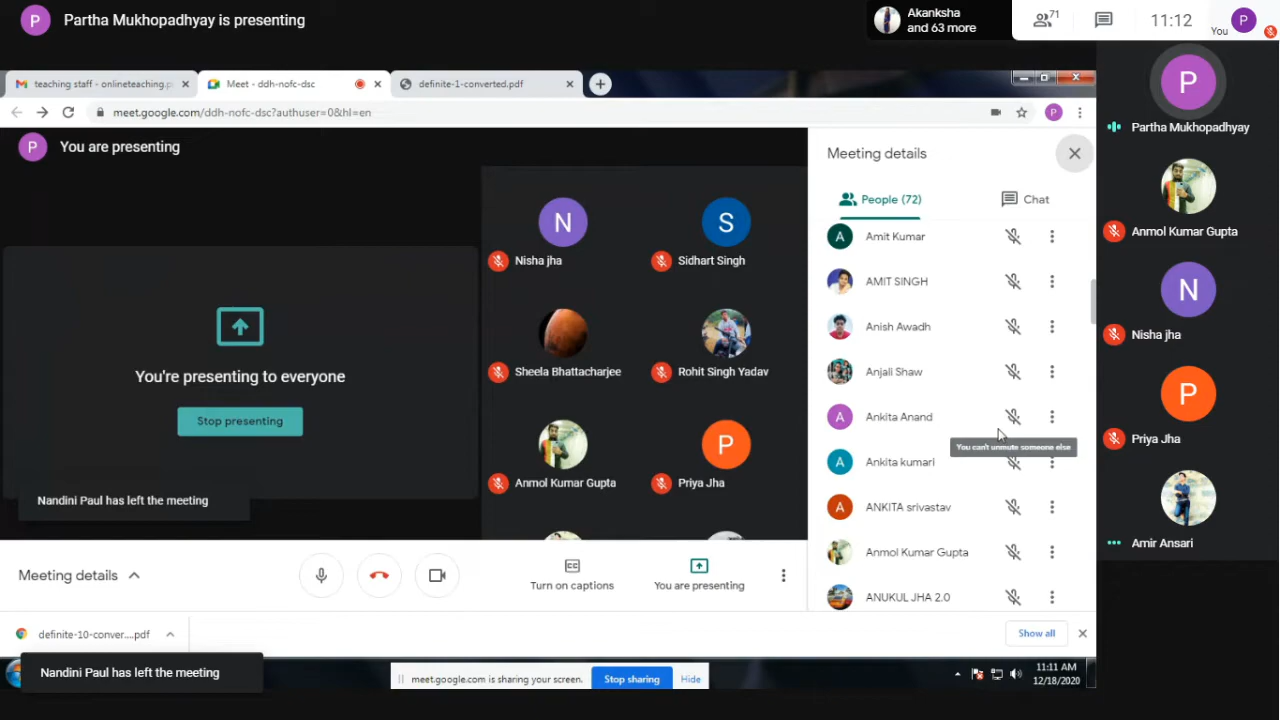 P
Partha Mukhopadhyay is presenting
Akanksha
and 63 more
71
11:12
You
P
teaching staff - onlineteaching.p
Meet - ddh-nofc-dsc
definite-1-converted.pdf
meet.google.com/ddh-nofc-dsc?authuser=0&hl=en
P
P
You are presenting
You're presenting to everyone
Stop presenting
Nandini Paul has left the meeting
N
Nisha jha
S
Sidhart Singh
Sheela Bhattacharjee
Rohit Singh Yadav
Anmol Kumar Gupta
P
Priya Jha
Meeting details
People (72)
Chat
A
Amit Kumar
AMIT SINGH
Anish Awadh
Anjali Shaw
A
Ankita Anand
You can't unmute someone else
A
Ankita kumari
A
ANKITA srivastav
Anmol Kumar Gupta
ANUKUL JHA 2.0
P
Partha Mukhopadhyay
Anmol Kumar Gupta
N
Nisha jha
P
Priya Jha
Amir Ansari
Meeting details
CC
Turn on captions
You are presenting
definite-10-conver....pdf
Show all
Nandini Paul has left the meeting
meet.google.com is sharing your screen.
Stop sharing
Hide
11:11 AM
12/18/2020